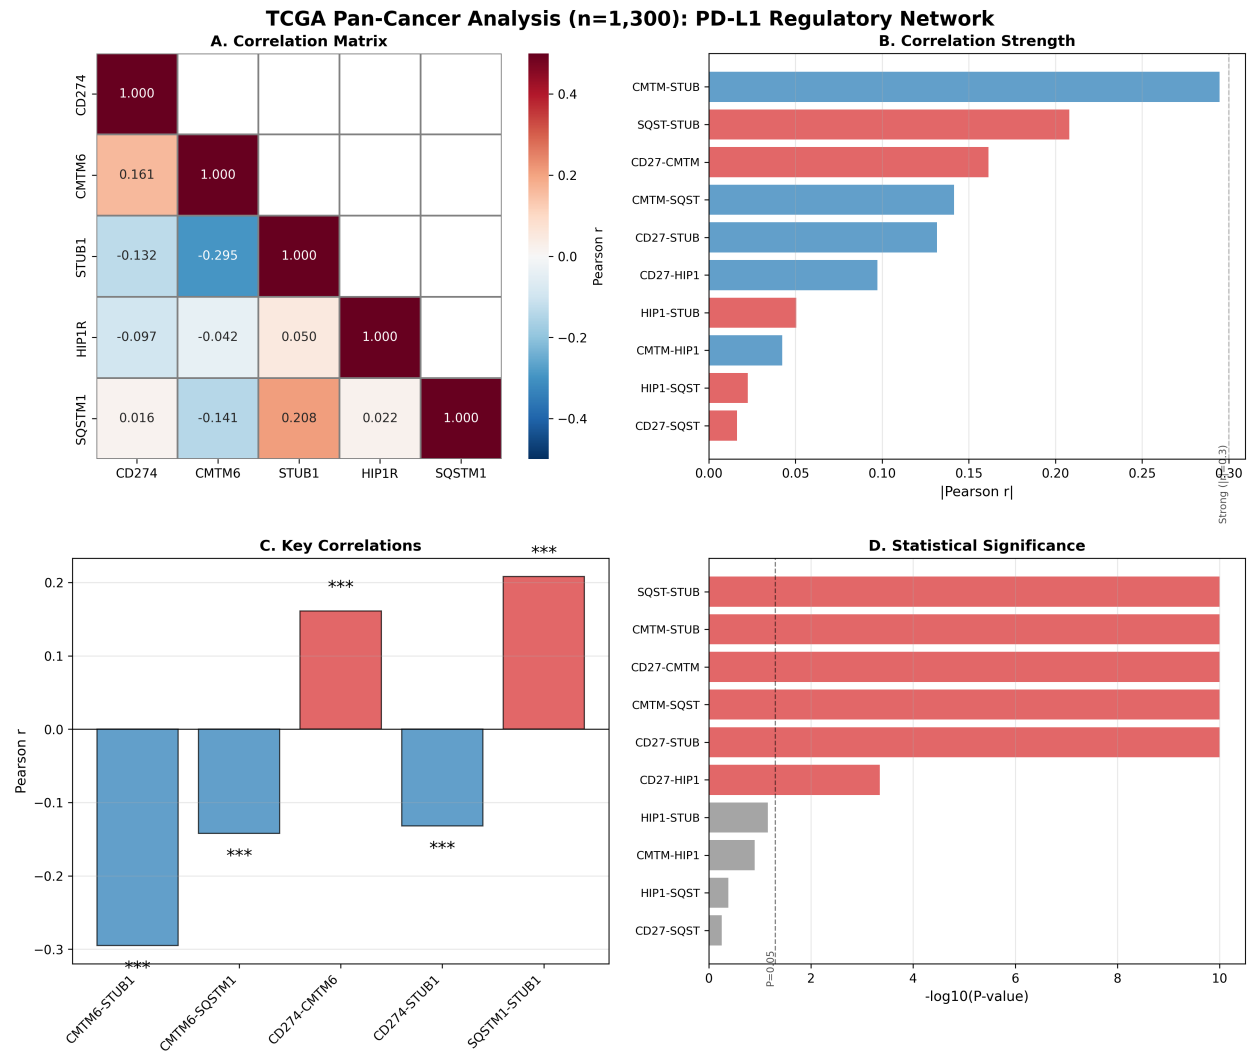 TCGA Pan-Cancer Analysis (n=1,300): PD-L1 Regulatory Network
A. Correlation Matrix
CD274
CMTM6
STUB1
HIP1R
SQSTM1
1.000
0.161 1.000
-0.132 -0.295 1.000
-0.097 -0.042 0.050 1.000
0.016 -0.141 0.208 0.022 1.000
CD274 CMTM6 STUB1 HIP1R SQSTM1
0.4
0.2
0.0
−0.2
−0.4
Pearson r
B. Correlation Strength
CMTM-STUB
SQST-STUB
CD27-CMTM
CMTM-SQST
CD27-STUB
CD27-HIP1
HIP1-STUB
CMTM-HIP1
HIP1-SQST
CD27-SQST
0.00 0.05 0.10 0.15 0.20 0.25 0.30
|Pearson r|
Strong (|r|=0.3)
C. Key Correlations
0.2
0.1
0.0
−0.1
−0.2
−0.3
Pearson r
***
***
***
***
***
CMTM6-STUB1
CMTM6-SQSTM1
CD274-CMTM6
CD274-STUB1
SQSTM1-STUB1
D. Statistical Significance
SQST-STUB
CMTM-STUB
CD27-CMTM
CMTM-SQST
CD27-STUB
CD27-HIP1
HIP1-STUB
CMTM-HIP1
HIP1-SQST
CD27-SQST
P=0.05
0 2 4 6 8 10
-log10(P-value)